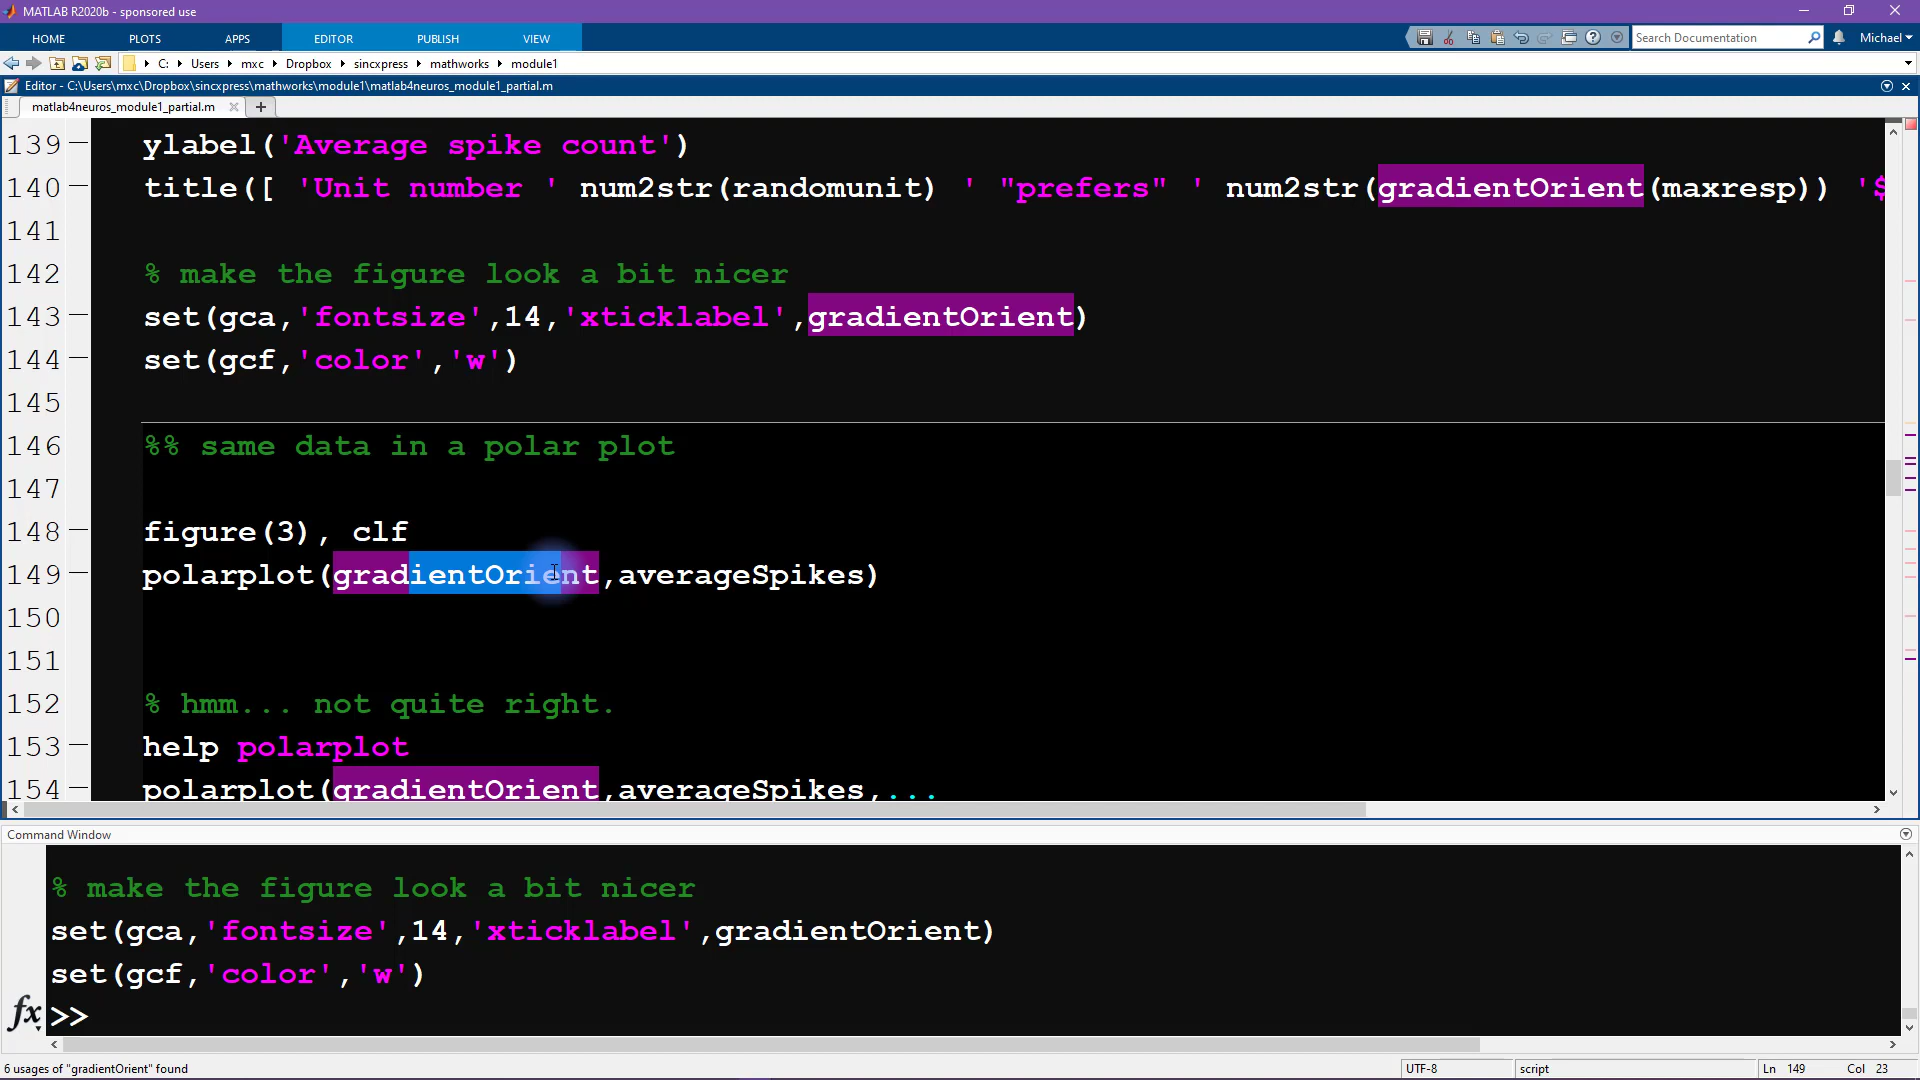 MATLAB R2020b - sponsored use
HOME PLOTS APPS EDITOR PUBLISH VIEW Search Documentation Michael
C: Users mxc Dropbox sincxpress mathworks module1
Editor - C:\Users\mxc\Dropbox\sincxpress\mathworks\module1\matlab4neuros_module1_partial.m
matlab4neuros_module1_partial.m
139 ylabel('Average spike count')
140 title([ 'Unit number ' num2str(randomunit) ' "prefers" ' num2str(gradientOrient(maxresp)) '$
141
142 % make the figure look a bit nicer
143 set(gca,'fontsize',14,'xticklabel',gradientOrient)
144 set(gcf,'color','w')
145
146 %% same data in a polar plot
147
148 figure(3), clf
149 polarplot(gradientOrient,averageSpikes)
150
151
152 % hmm... not quite right.
153 help polarplot
154 polarplot(gradientOrient,averageSpikes,...
Command Window
% make the figure look a bit nicer
set(gca,'fontsize',14,'xticklabel',gradientOrient)
set(gcf,'color','w')
fx >>
6 usages of "gradientOrient" found UTF-8 script Ln 149 Col 23